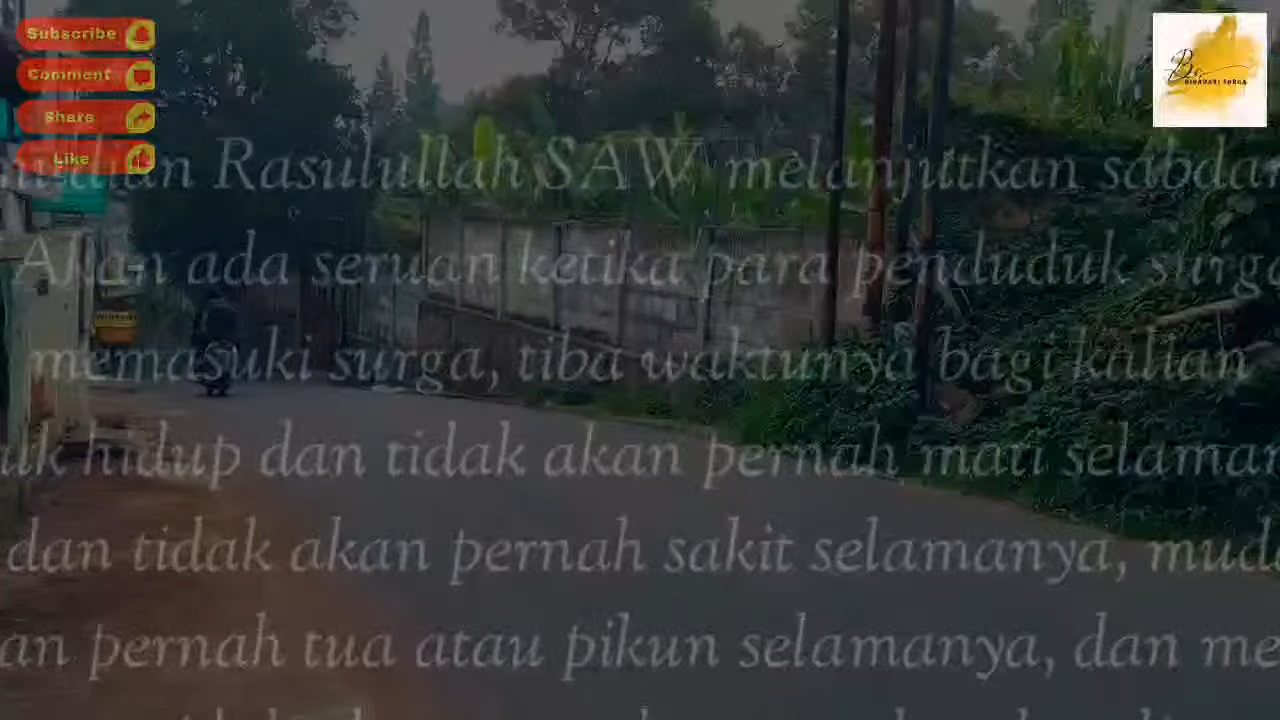 Subscribe
Comment
Share
Like
BIDADARI SURGA
Rasulullah SAW melanjutkan
Akan ada seruan ketika para penduduk surga
memasuki surga, tiba waktunya bagi kalian
hidup dan tidak akan pernah mati
dan tidak akan pernah sakit selamanya,
pernah tua atau pikun selamanya, dan